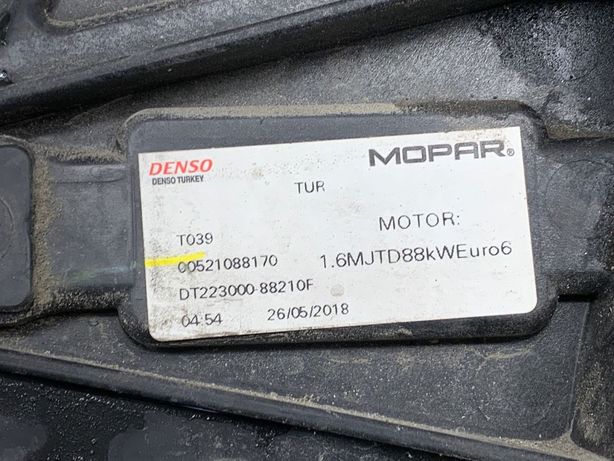 DENSO
DENSO TURKEY
MOPAR®
TUR
T039
MOTOR:
00521088170
1.6MJTD88kWEuro6
DT223000-88210F
04:54 26/05/2018